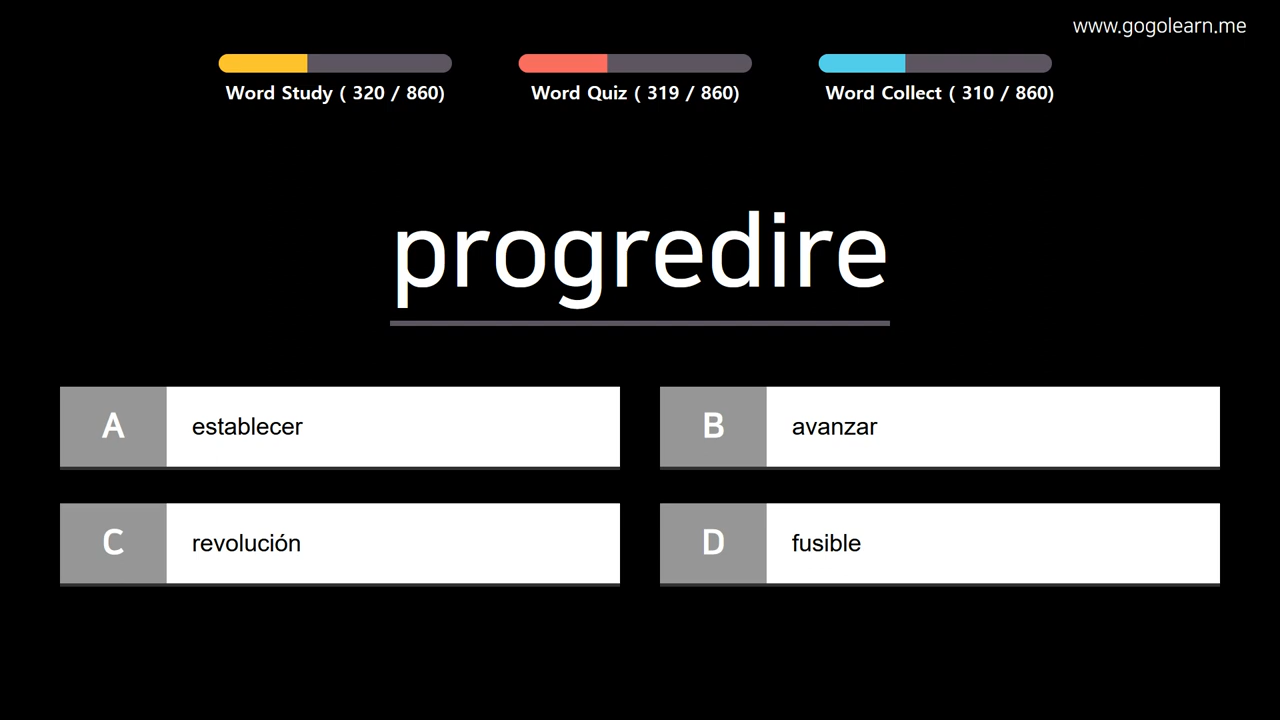 www.gogolearn.me
Word Study ( 320 / 860)
Word Quiz ( 319 / 860)
Word Collect ( 310 / 860)
progredire
A establecer
B avanzar
C revolución
D fusible